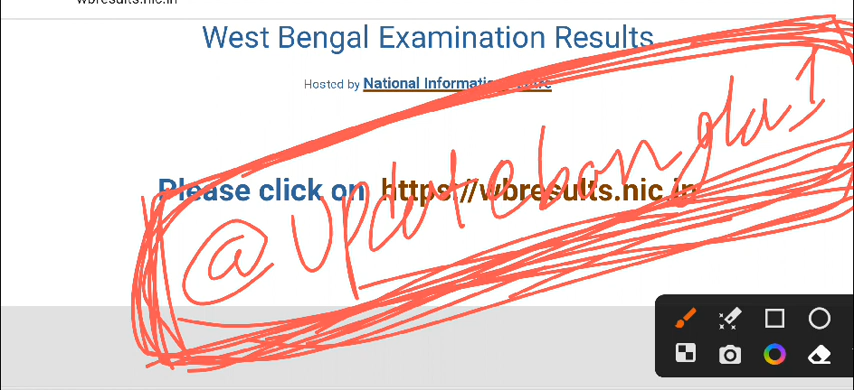 wbresults.nic.in
West Bengal Examination Results
Hosted by National Informatics Centre
Please click on https://wbresults.nic.in
@Updatebangla1